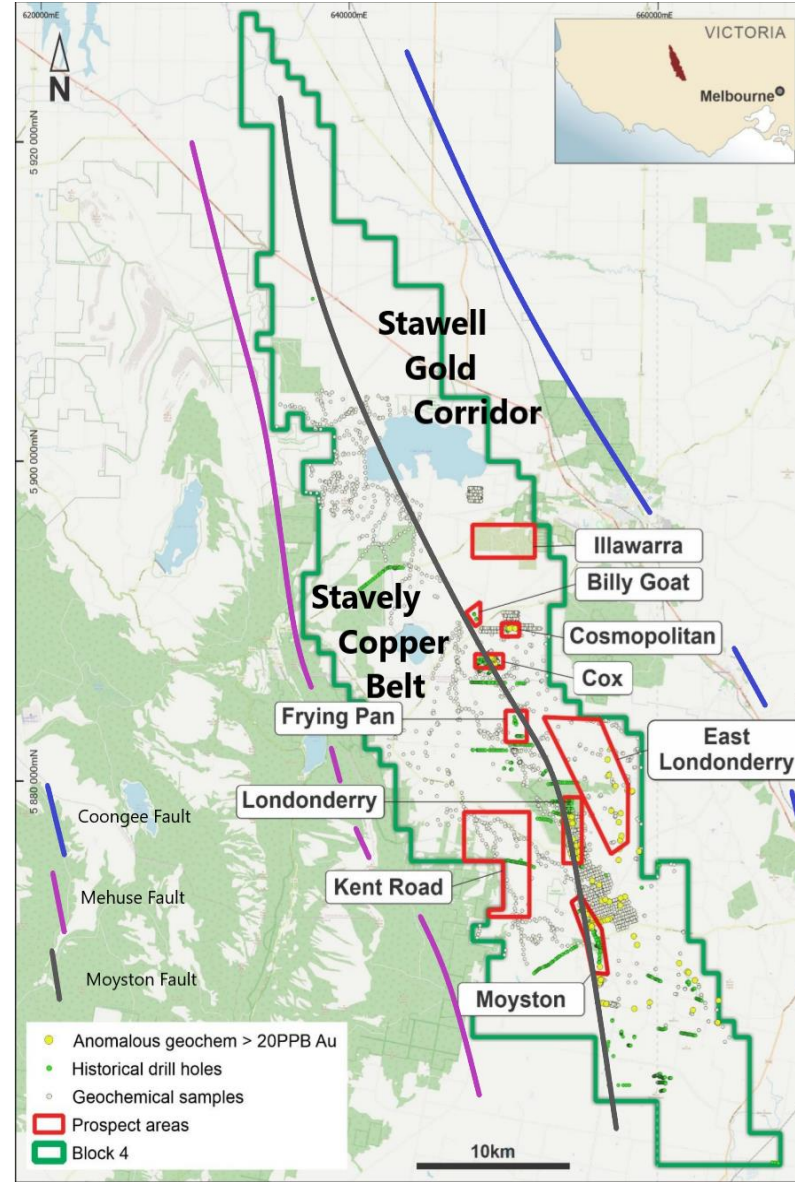 620000mE
640000mE
660000mE
N
VICTORIA
Melbourne
5 920 000mN
5 900 000mN
5 880 000mN
Stawell
Gold
Corridor
Illawarra
Billy Goat
Stavely
Copper
Belt
Cosmopolitan
Cox
Frying Pan
East
Londonderry
Londonderry
Kent Road
Moyston
Coongee Fault
Mehuse Fault
Moyston Fault
Anomalous geochem > 20PPB Au
Historical drill holes
Geochemical samples
Prospect areas
Block 4
10km